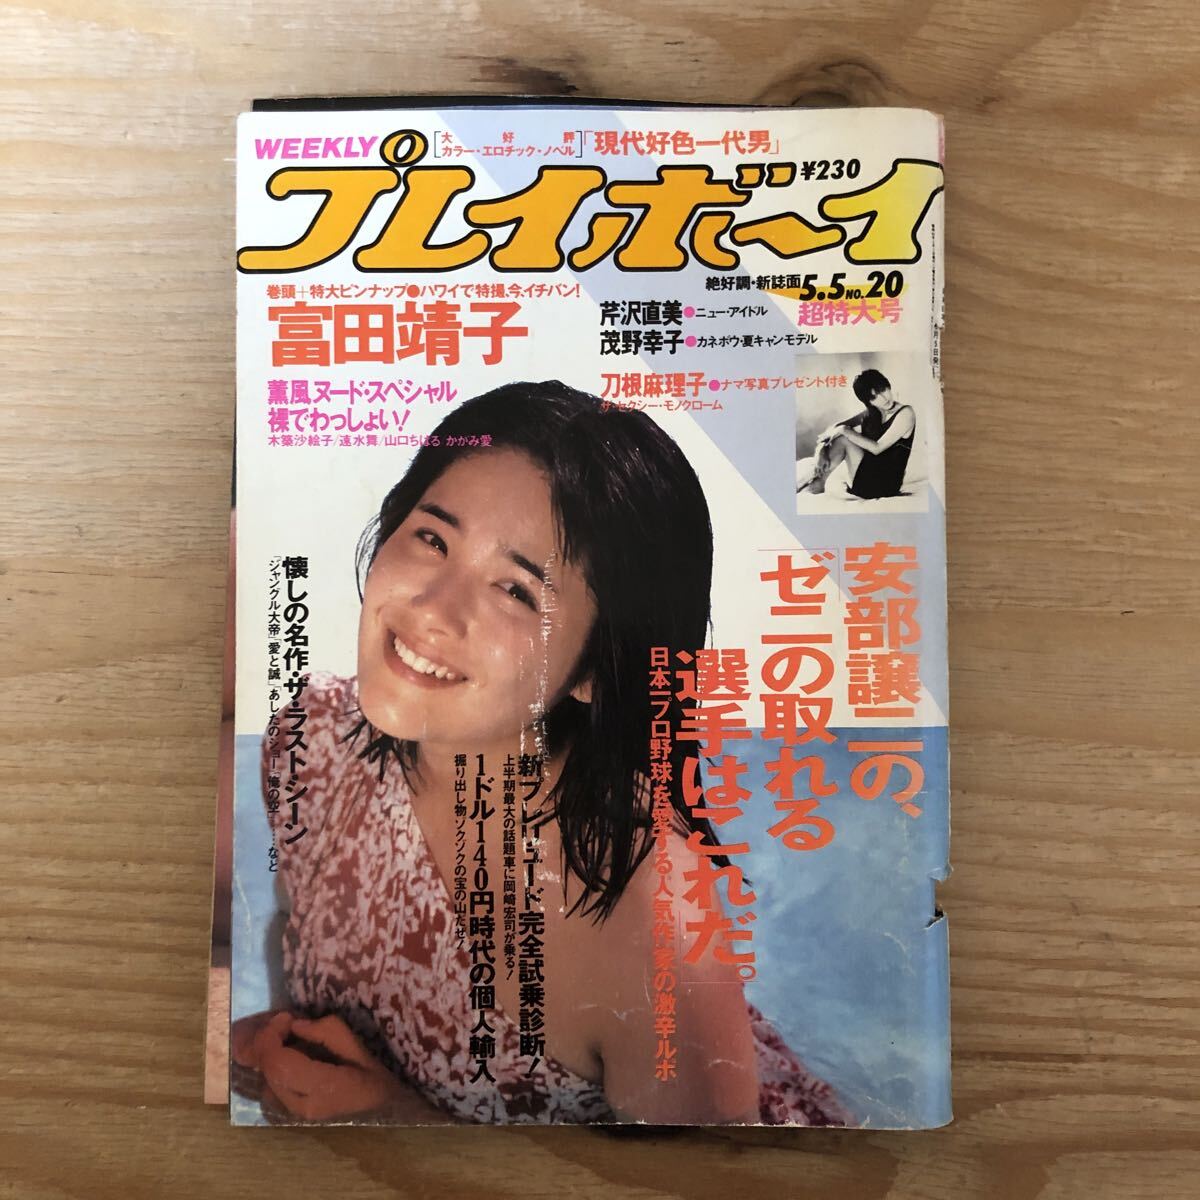 WEEKLY
大好評
カラー・エロチック・ノベル
「現代好色一代男」
プレイボーイ
¥230
絶好調・新誌面
5.5 NO.20
超特大号
巻頭+特大ピンナップ●ハワイで特撮、今、イチバン!
富田靖子
芹沢直美●ニュー・アイドル
茂野幸子●カネボウ・夏キャンモデル
刀根麻理子●ナマ写真プレゼント付き
ザ・セクシー・モノクローム
薫風ヌード・スペシャル
裸でわっしょい!
木築沙絵子/遠水舞/山口ちはる かがみ愛
安部譲二の、
「ゼニの取れる
選手はこれだ。」
日本一プロ野球を愛する人気作家の激辛ルポ
懐しの名作・ザ・ラスト・シーン
「ジャングル大帝」「愛と誠」「あしたのジョー」「俺の空」……など
新プレリュード完全試乗診断!
上半期最大の話題車に岡崎宏司が乗る!
1ドル140円時代の個人輸入
掘り出し物ゾクゾクの宝の山だぜ!